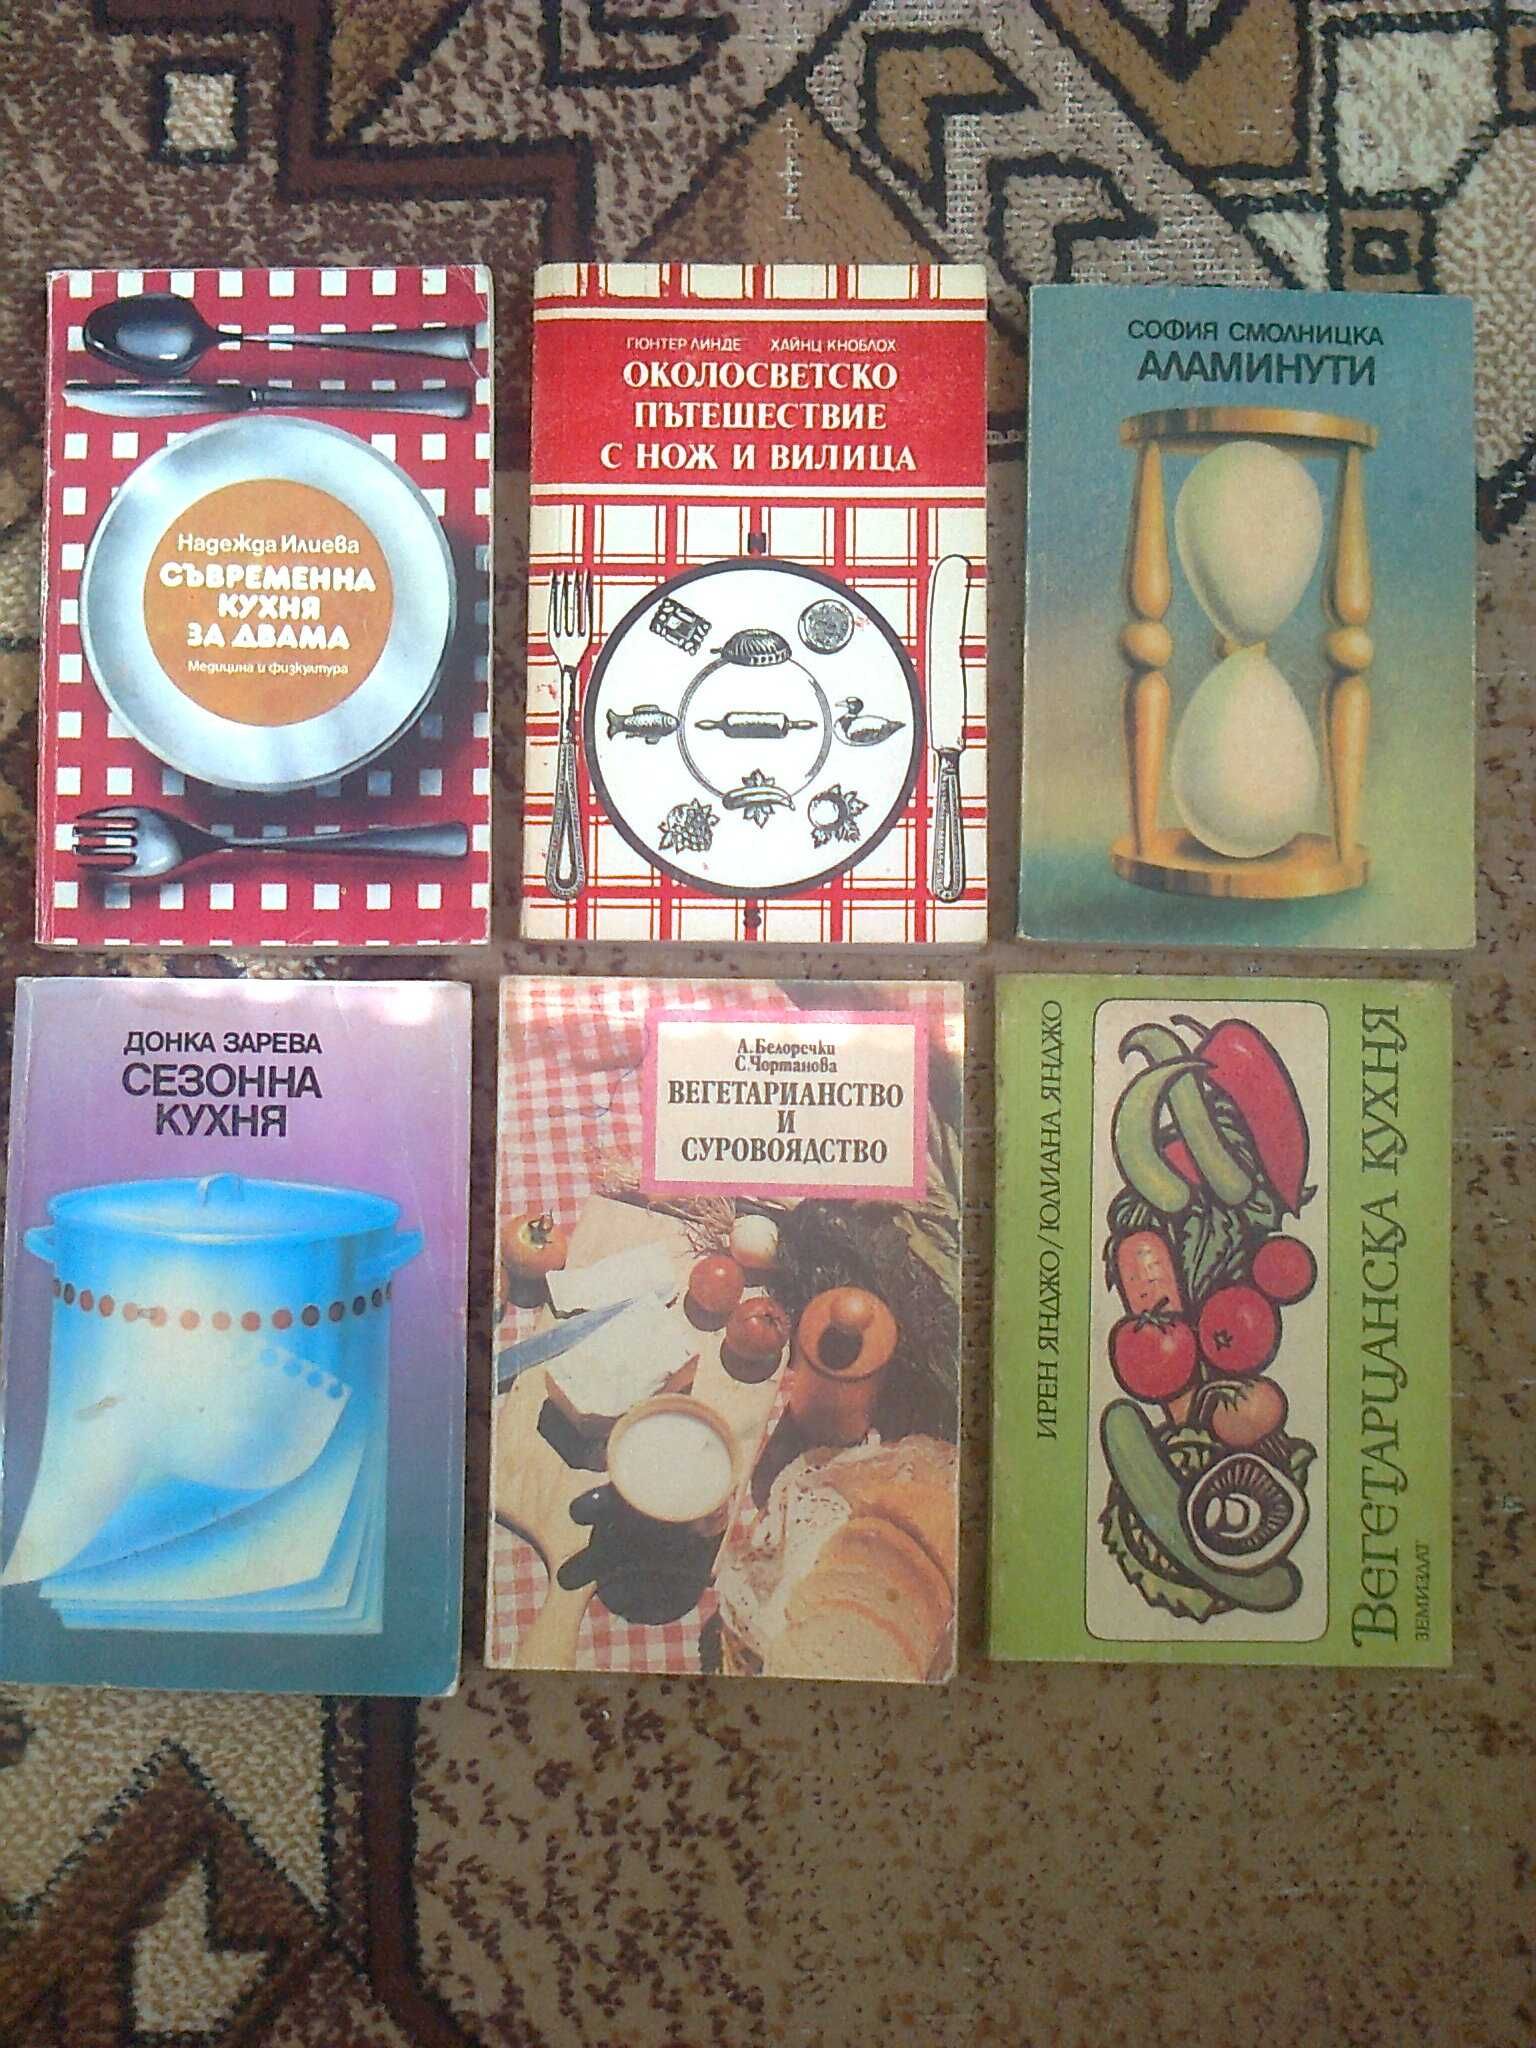 Надежда Илиева
СЪВРЕМЕННА
КУХНЯ
ЗА ДВАМА
Медицина и физкултура
ГЮНТЕР ЛИНДЕ ХАЙНЦ КНОБЛОХ
ОКОЛОСВЕТСКО
ПЪТЕШЕСТВИЕ
С НОЖ И ВИЛИЦА
N
S
СОФИЯ СМОЛНИЦКА
АЛАМИНУТИ
ДОНКА ЗАРЕВА
СЕЗОННА
КУХНЯ
А. Белоречки
С. Чортанова
ВЕГЕТАРИАНСТВО
И
СУРОВОЯДСТВО
ИРЕН ЯНДЖО/ЮЛИАНА ЯНДЖО
ВЕГЕТАРИАНСКА КУХНЯ
ЗЕМИЗДАТ